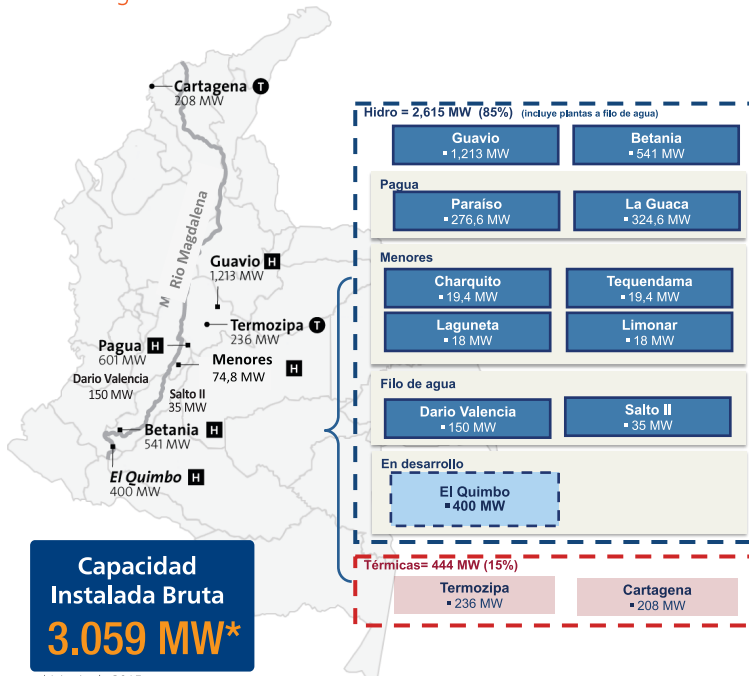 Cartagena T
208 MW
Río Magdalena
Guavio H
1,213 MW
Termozipa T
236 MW
Pagua H
601 MW
Menores H
74,8 MW
Dario Valencia
150 MW
Salto II
35 MW
Betania H
541 MW
El Quimbo H
400 MW
Capacidad
Instalada Bruta
3.059 MW*
Hidro = 2,615 MW (85%) (incluye plantas a filo de agua)
Guavio
▪ 1,213 MW
Betania
▪ 541 MW
Pagua
Paraíso
▪ 276,6 MW
La Guaca
▪ 324,6 MW
Menores
Charquito
▪ 19,4 MW
Tequendama
▪ 19,4 MW
Laguneta
▪ 18 MW
Limonar
▪ 18 MW
Filo de agua
Dario Valencia
▪ 150 MW
Salto II
▪ 35 MW
En desarrollo
El Quimbo
▪ 400 MW
Térmicas= 444 MW (15%)
Termozipa
▪ 236 MW
Cartagena
▪ 208 MW